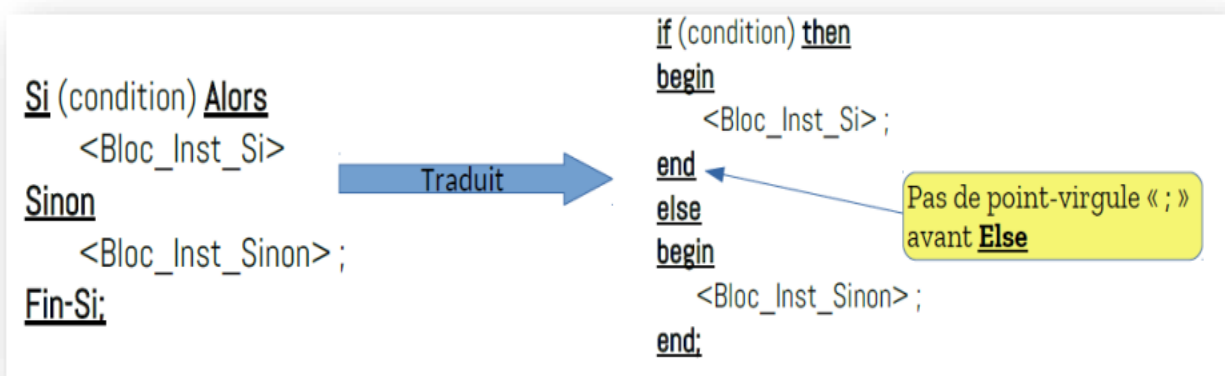 Si (condition) Alors
<Bloc_Inst_Si>
Sinon
<Bloc_Inst_Sinon> ;
Fin-Si;
Traduit
if (condition) then
begin
<Bloc_Inst_Si> ;
end
else
begin
<Bloc_Inst_Sinon> ;
end;
Pas de point-virgule « ; »
avant Else